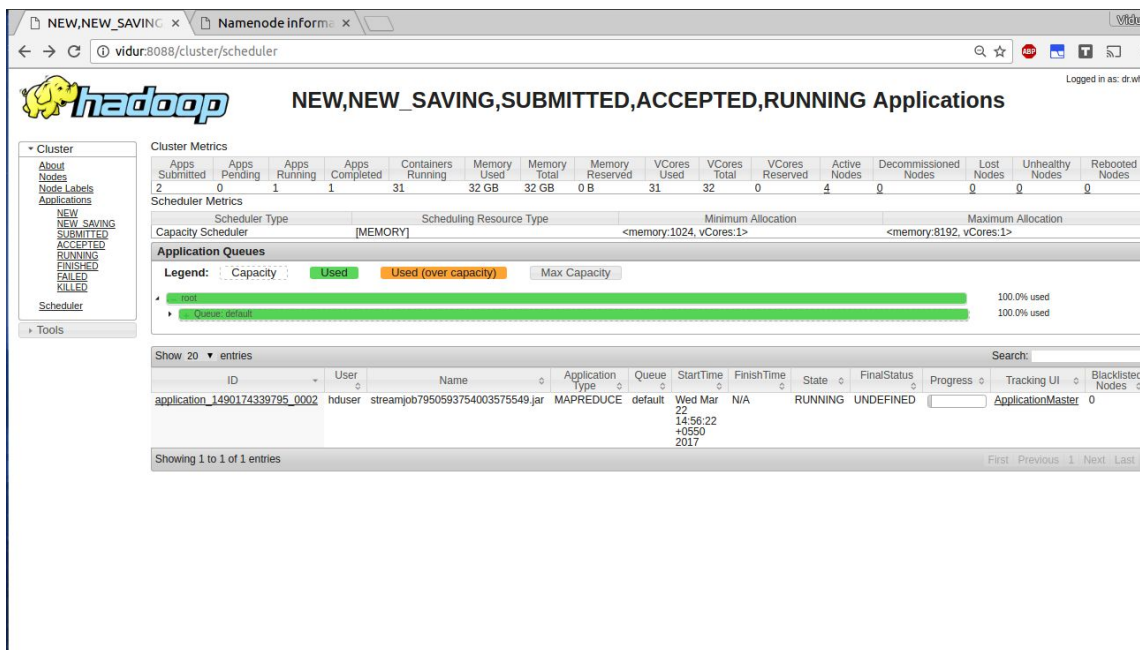 NEW,NEW_SAVING
Namenode informa
Vidu
vidur:8088/cluster/scheduler
ABP
T
Logged in as: dr.wh
hadoop
NEW,NEW_SAVING,SUBMITTED,ACCEPTED,RUNNING Applications
Cluster
About
Nodes
Node Labels
Applications
NEW
NEW_SAVING
SUBMITTED
ACCEPTED
RUNNING
FINISHED
FAILED
KILLED
Scheduler
Tools
Cluster Metrics
Apps Submitted Apps Pending Apps Running Apps Completed Containers Running Memory Used Memory Total Memory Reserved VCores Used VCores Total VCores Reserved Active Nodes Decommissioned Nodes Lost Nodes Unhealthy Nodes Rebooted Nodes
2 0 1 1 31 32 GB 32 GB 0 B 31 32 0 4 0 0 0 0
Scheduler Metrics
Scheduler Type Scheduling Resource Type Minimum Allocation Maximum Allocation
Capacity Scheduler [MEMORY] <memory:1024, vCores:1> <memory:8192, vCores:1>
Application Queues
Legend: Capacity Used Used (over capacity) Max Capacity
root 100.0% used
Queue: default 100.0% used
Show 20 entries Search:
ID User Name Application Type Queue StartTime FinishTime State FinalStatus Progress Tracking UI Blacklisted Nodes
application_1490174339795_0002 hduser streamjob7950593754003575549.jar MAPREDUCE default Wed Mar 22 14:56:22 +0550 2017 N/A RUNNING UNDEFINED ApplicationMaster 0
Showing 1 to 1 of 1 entries First Previous 1 Next Last